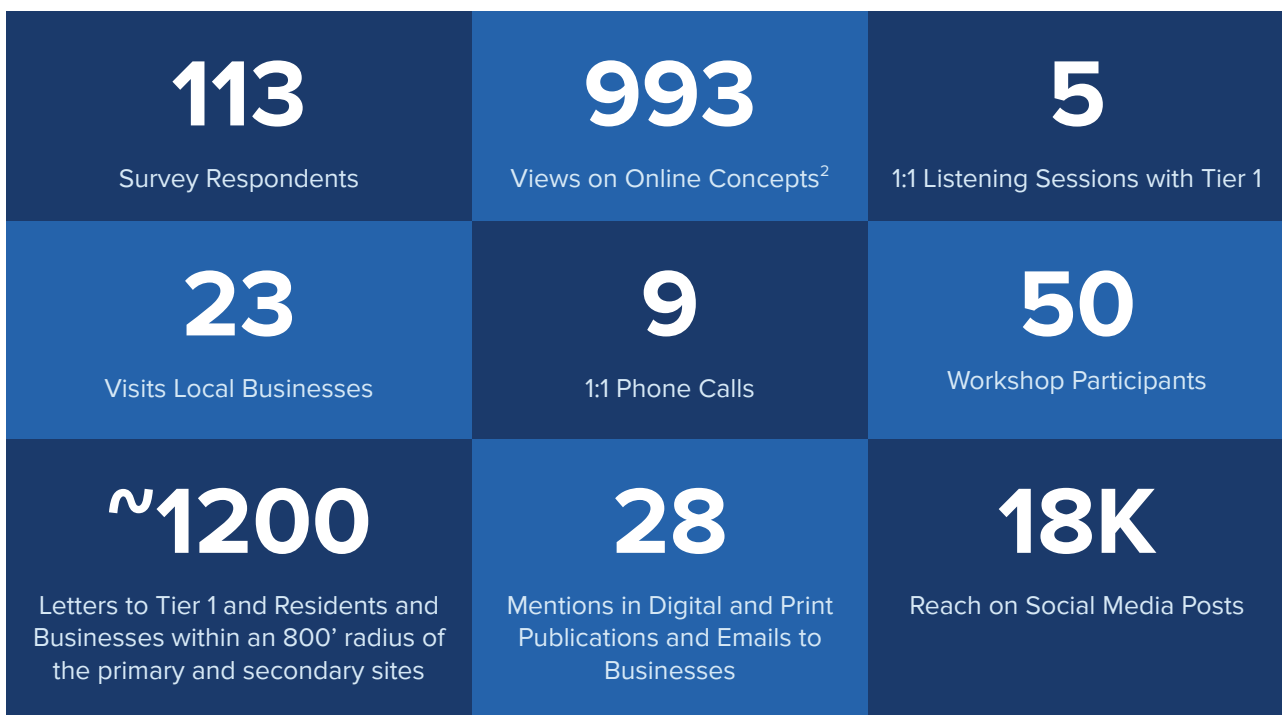 113
Survey Respondents
993
Views on Online Concepts²
5
1:1 Listening Sessions with Tier 1
23
Visits Local Businesses
9
1:1 Phone Calls
50
Workshop Participants
~1200
Letters to Tier 1 and Residents and
Businesses within an 800’ radius of
the primary and secondary sites
28
Mentions in Digital and Print
Publications and Emails to
Businesses
18K
Reach on Social Media Posts